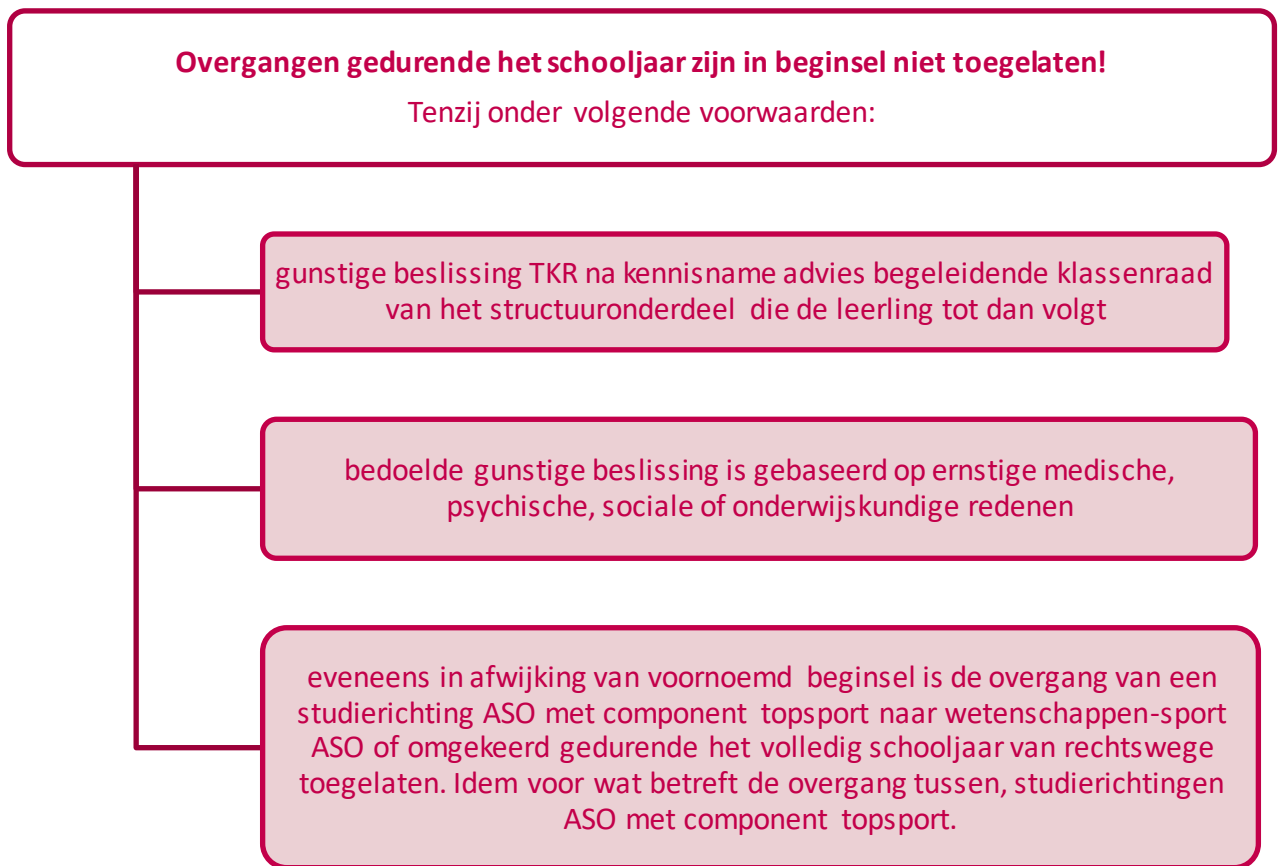 Overgangen gedurende het schooljaar zijn in beginsel niet toegelaten!
Tenzij onder volgende voorwaarden:
gunstige beslissing TKR na kennisname advies begeleidende klassenraad
van het structuuronderdeel die de leerling tot dan volgt
bedoelde gunstige beslissing is gebaseerd op ernstige medische,
psychische, sociale of onderwijskundige redenen
eveneens in afwijking van voornoemd beginsel is de overgang van een
studierichting ASO met component topsport naar wetenschappen-sport
ASO of omgekeerd gedurende het volledig schooljaar van rechtswege
toegelaten. Idem voor wat betreft de overgang tussen, studierichtingen
ASO met component topsport.